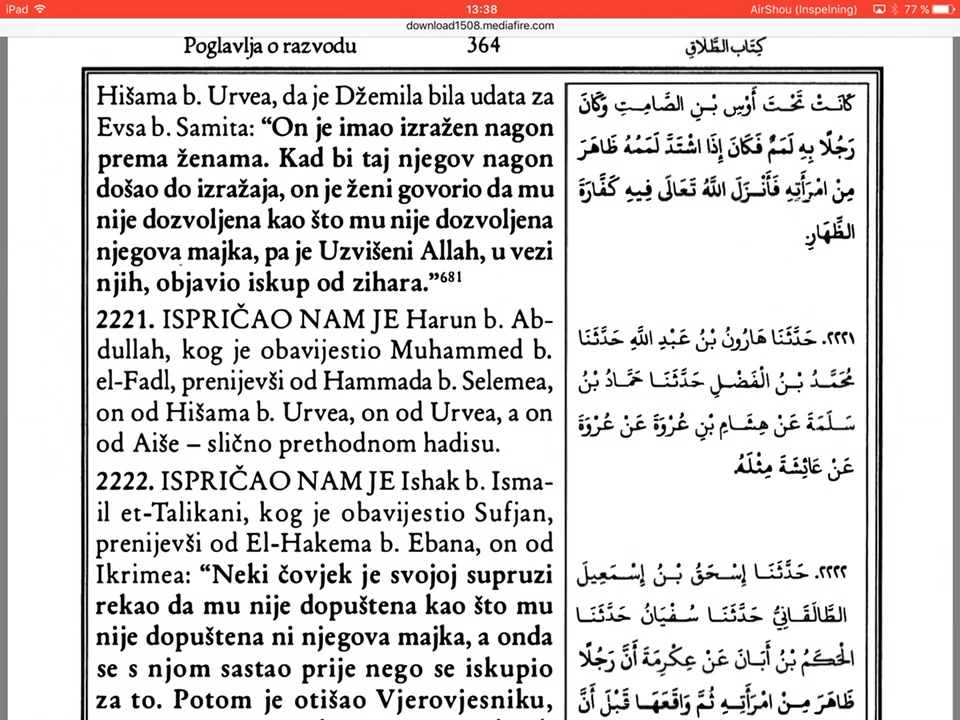 iPad 13:38 AirShou (Inspelning) 77 %
download1508.mediafire.com
Poglavlja o razvodu 364 كِتَاب الطَّلَاقِ
Hišama b. Urvea, da je Džemila bila udata za
Evsa b. Samita: “On je imao izražen nagon
prema ženama. Kad bi taj njegov nagon
došao do izražaja, on je ženi govorio da mu
nije dozvoljena kao što mu nije dozvoljena
njegova majka, pa je Uzvišeni Allah, u vezi
njih, objavio iskup od zihara.”681
2221. ISPRIČAO NAM JE Harun b. Ab-
dullah, kog je obavijestio Muhammed b.
el-Fadl, prenijevši od Hammada b. Selemea,
on od Hišama b. Urvea, on od Urvea, a on
od Aiše – slično prethodnom hadisu.
2222. ISPRIČAO NAM JE Ishak b. Isma-
il et-Talikani, kog je obavijestio Sufjan,
prenijevši od El-Hakema b. Ebana, on od
Ikrimea: “Neki čovjek je svojoj supruzi
rekao da mu nije dopuštena kao što mu
nije dopuštena ni njegova majka, a onda
se s njom sastao prije nego se iskupio
za to. Potom je otišao Vjerovjesniku,
كَانَتْ تَحْتَ أَوْسِ بْنِ الصَّامِتِ وَكَانَ
رَجُلًا بِهِ لَمَمٌ فَكَانَ إِذَا اشْتَدَّ لَمَمُهُ ظَاهَرَ
مِنْ امْرَأَتِهِ فَأَنْزَلَ اللَّهُ تَعَالَى فِيهِ كَفَّارَةَ
الظِّهَارِ
٢٢٢١. حَدَّثَنَا هَارُونُ بْنُ عَبْدِ اللَّهِ حَدَّثَنَا
مُحَمَّدُ بْنُ الْفَضْلِ حَدَّثَنَا حَمَّادُ بْنُ
سَلَمَةَ عَنْ هِشَامِ بْنِ عُرْوَةَ عَنْ عُرْوَةَ
عَنْ عَائِشَةَ مِثْلَهُ
٢٢٢٢. حَدَّثَنَا إِسْحَقُ بْنُ إِسْمَعِيلَ
الطَّالَقَانِيُّ حَدَّثَنَا سُفْيَانُ حَدَّثَنَا
الْحَكَمُ بْنُ أَبَانَ عَنْ عِكْرِمَةَ أَنَّ رَجُلًا
ظَاهَرَ مِنْ امْرَأَتِهِ ثُمَّ وَاقَعَهَا قَبْلَ أَنْ